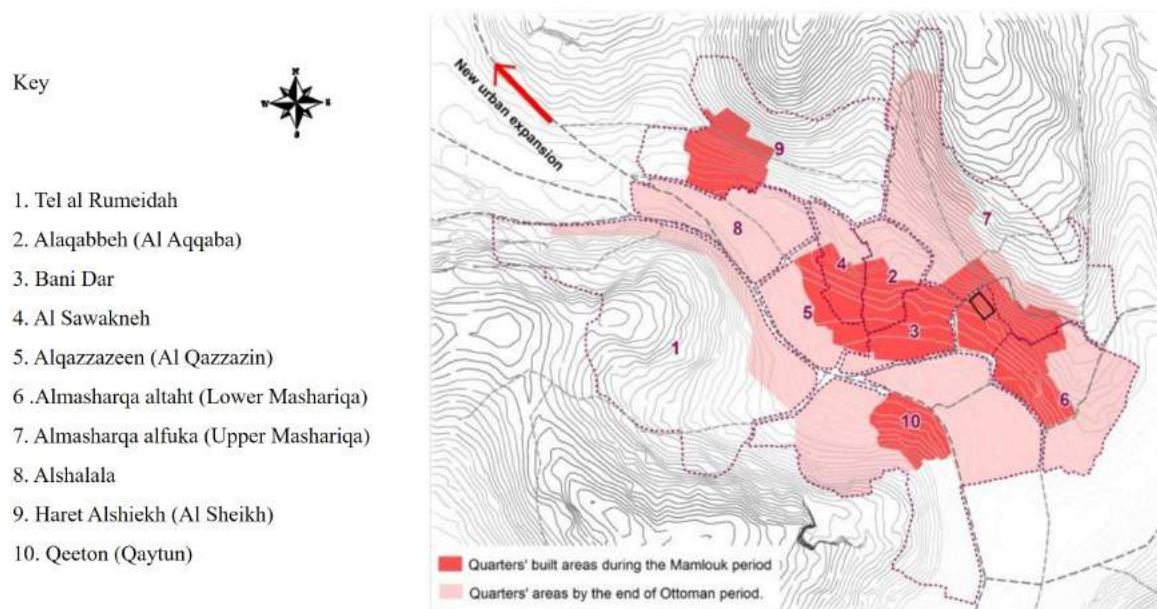 Key
N
W
E
S
1. Tel al Rumeidah
2. Alaqabbeh (Al Aqqaba)
3. Bani Dar
4. Al Sawakneh
5. Alqazzazeen (Al Qazzazin)
6 .Almasharqa altaht (Lower Mashariqa)
7. Almasharqa alfuka (Upper Mashariqa)
8. Alshalala
9. Haret Alshiekh (Al Sheikh)
10. Qeeton (Qaytun)
New urban expansion
9
8
7
4
2
5
3
1
6
10
Quarters' built areas during the Mamlouk period
Quarters' areas by the end of Ottoman period.